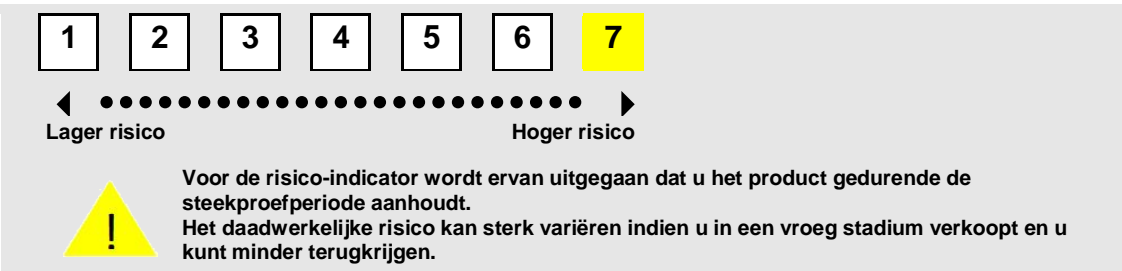 1 2 3 4 5 6 7
Lager risico Hoger risico
!
Voor de risico-indicator wordt ervan uitgegaan dat u het product gedurende de
steekproefperiode aanhoudt.
Het daadwerkelijke risico kan sterk variëren indien u in een vroeg stadium verkoopt en u
kunt minder terugkrijgen.